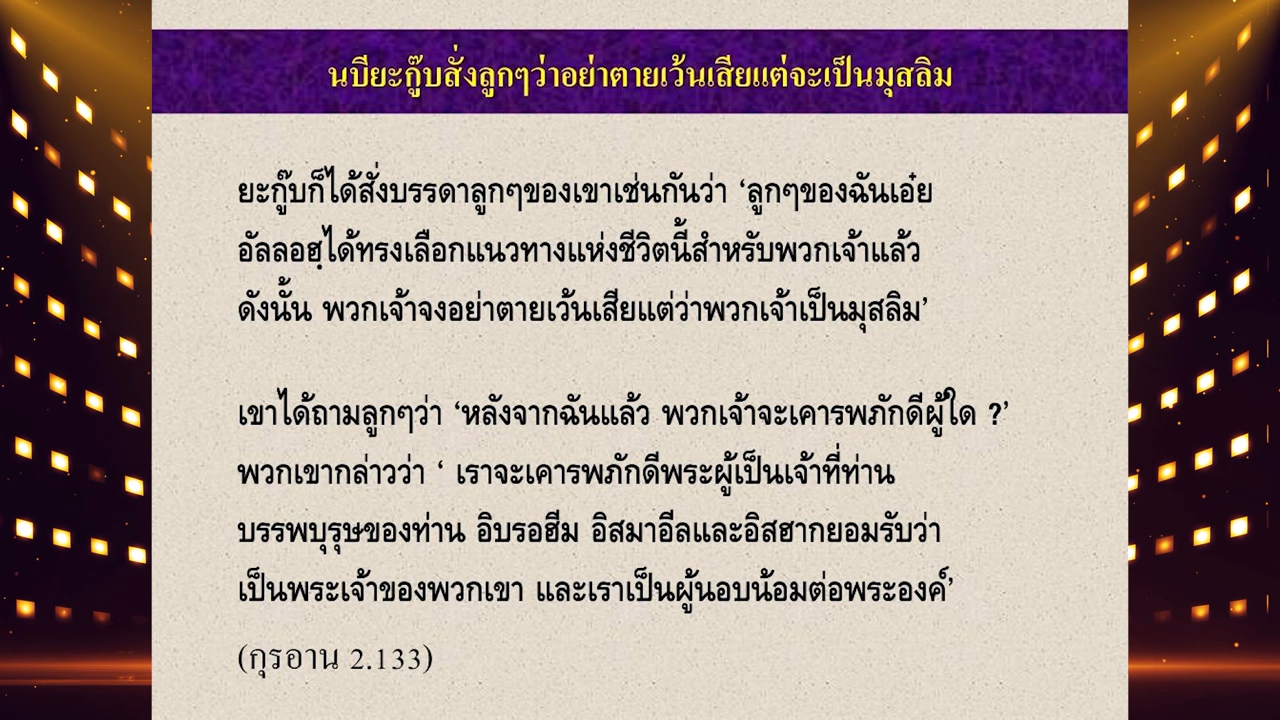 นบียะกู๊บสั่งลูกๆว่าอย่าตายเว้นเสียแต่จะเป็นมุสลิม
ยะกู๊บก็ได้สั่งบรรดาลูกๆของเขาเช่นกันว่า ‘ลูกๆของฉันเอ๋ย
อัลลอฮฺได้ทรงเลือกแนวทางแห่งชีวิตนี้สำหรับพวกเจ้าแล้ว
ดังนั้น พวกเจ้าจงอย่าตายเว้นเสียแต่ว่าพวกเจ้าเป็นมุสลิม’
เขาได้ถามลูกๆว่า ‘หลังจากฉันแล้ว พวกเจ้าจะเคารพภักดีผู้ใด ?’
พวกเขากล่าวว่า ‘ เราจะเคารพภักดีพระผู้เป็นเจ้าที่ท่าน
บรรพบุรุษของท่าน อิบรอฮีม อิสมาอีลและอิสฮากยอมรับว่า
เป็นพระเจ้าของพวกเขา และเราเป็นผู้นอบน้อมต่อพระองค์’
(กุรอาน 2.133)